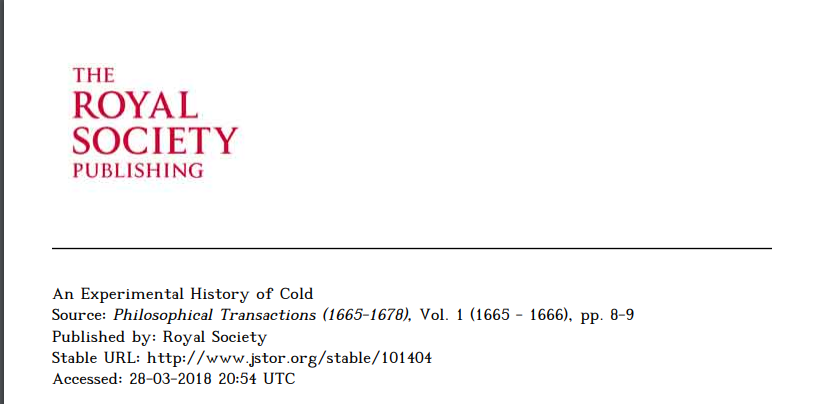 THE
ROYAL
SOCIETY
PUBLISHING
An Experimental History of Cold
Source: Philosophical Transactions (1665-1678), Vol. 1 (1665 - 1666), pp. 8-9
Published by: Royal Society
Stable URL: http://www.jstor.org/stable/101404
Accessed: 28-03-2018 20:54 UTC